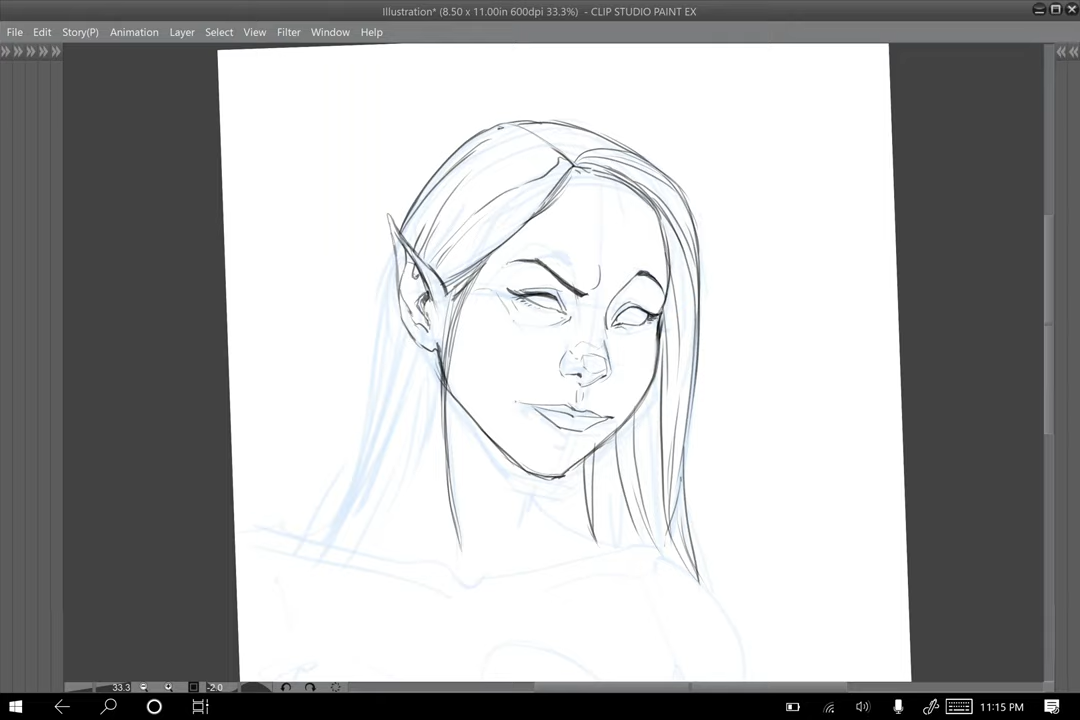 Illustration* (8.50 x 11.00in 600dpi 33.3%) - CLIP STUDIO PAINT EX
File Edit Story(P) Animation Layer Select View Filter Window Help
33.3 -2.0
11:15 PM